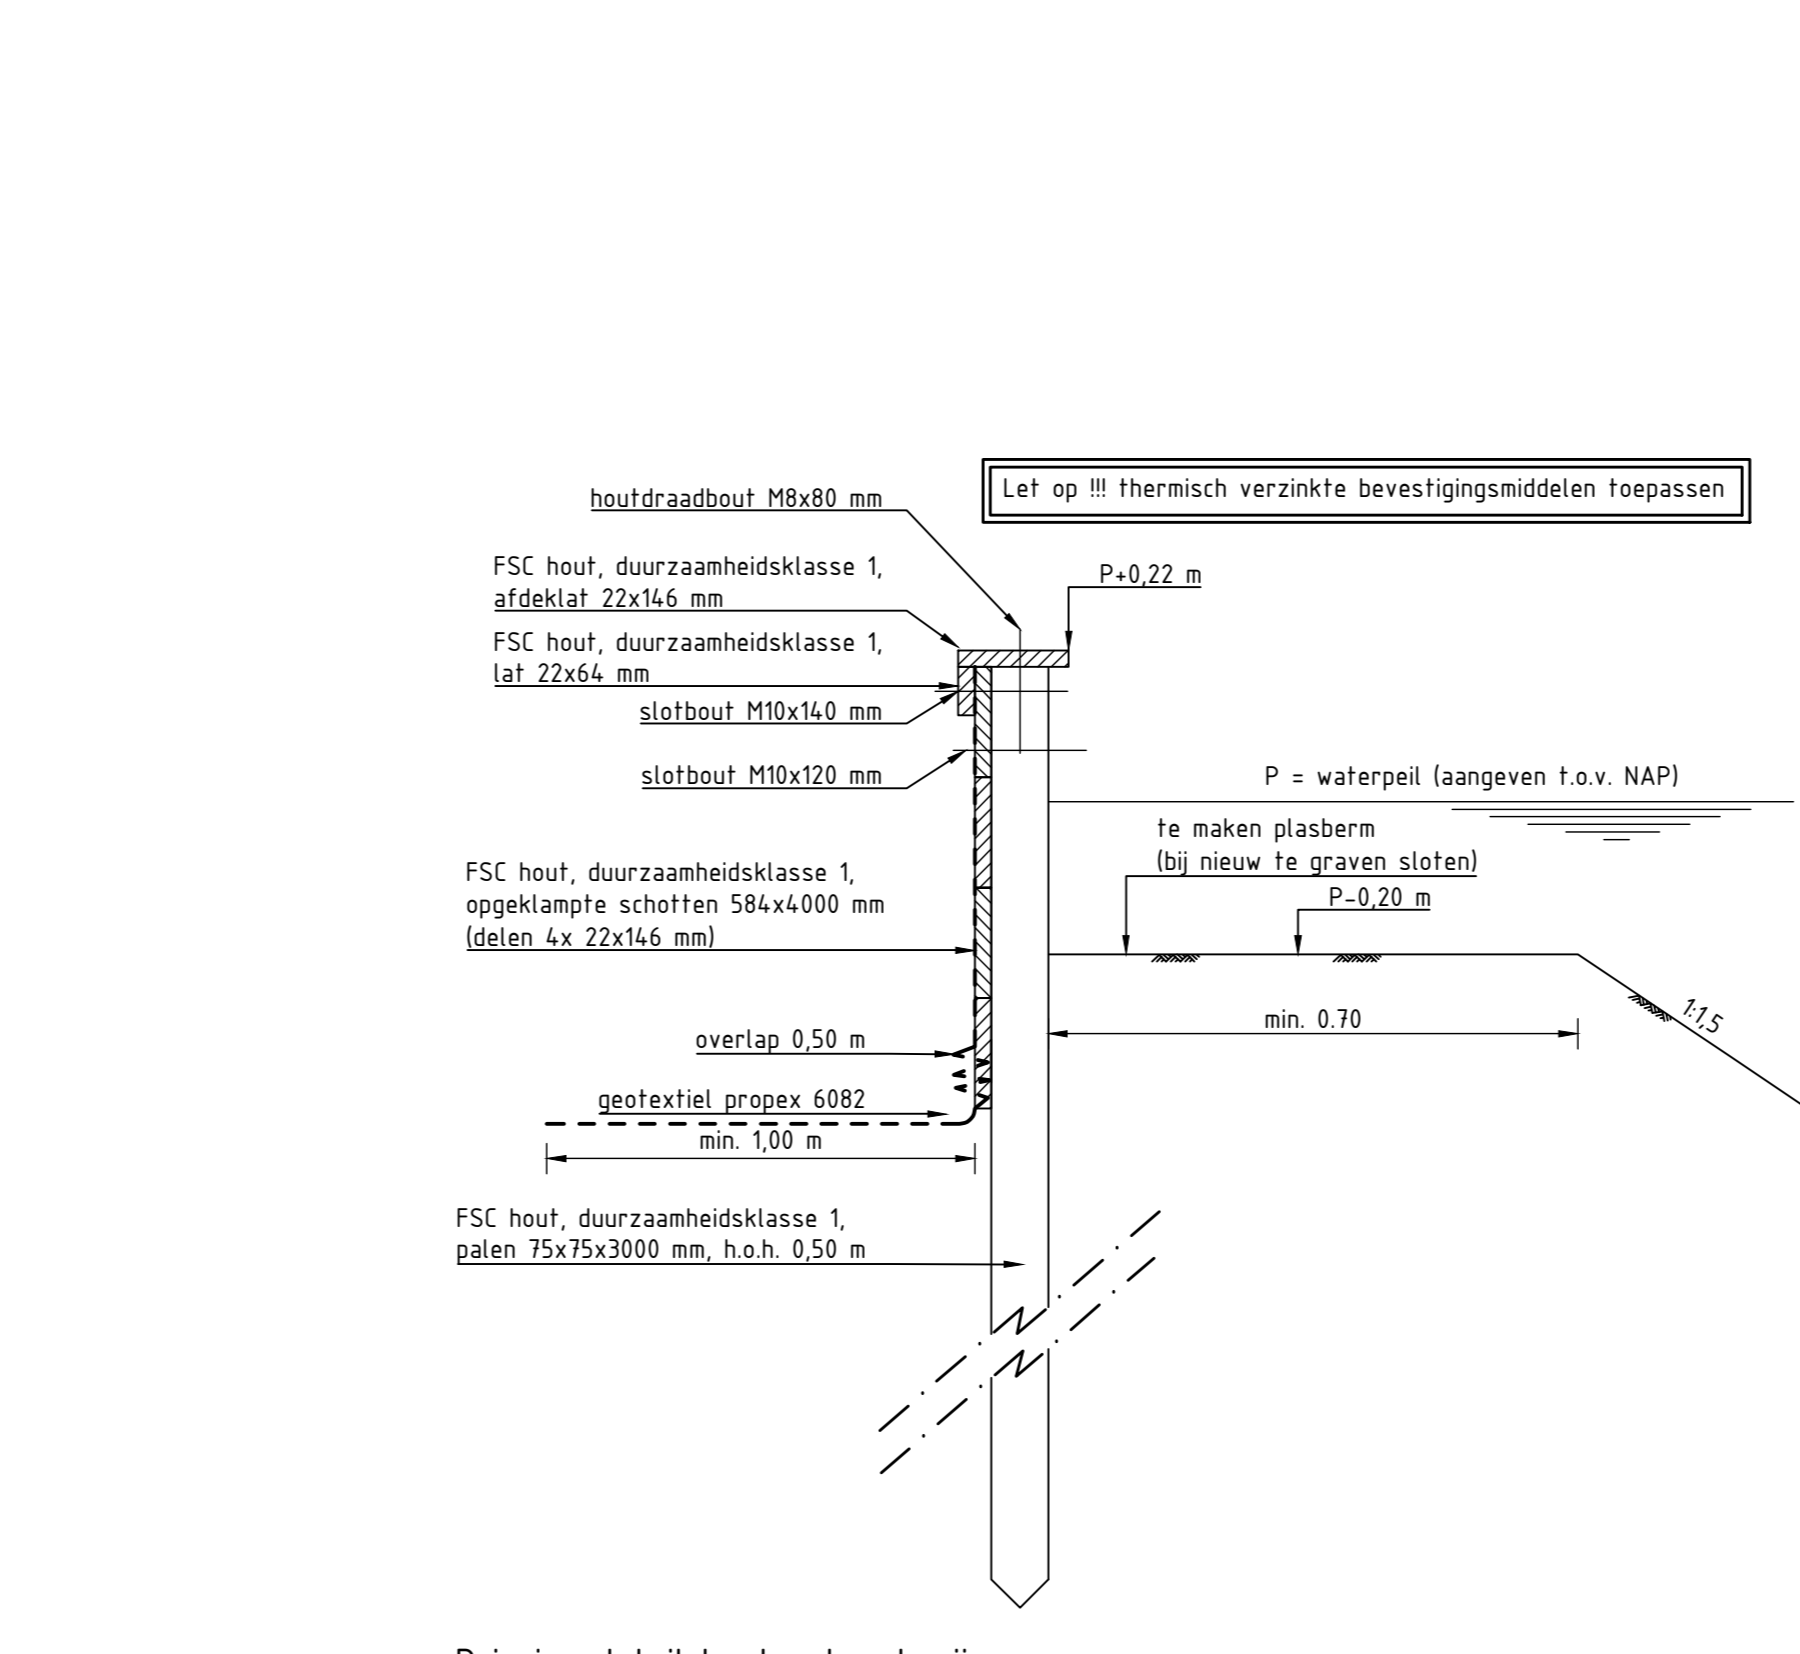 Let op !!! thermisch verzinkte bevestigingsmiddelen toepassen
houtdraadbout M8x80 mm
FSC hout, duurzaamheidsklasse 1,
afdeklat 22x146 mm
P+0,22 m
FSC hout, duurzaamheidsklasse 1,
lat 22x64 mm
slotbout M10x140 mm
slotbout M10x120 mm
P = waterpeil (aangeven t.o.v. NAP)
te maken plasberm
(bij nieuw te graven sloten)
P-0,20 m
FSC hout, duurzaamheidsklasse 1,
opgeklampte schotten 584x4000 mm
(delen 4x 22x146 mm)
min. 0.70
1:1,5
overlap 0,50 m
geotextiel propex 6082
min. 1,00 m
FSC hout, duurzaamheidsklasse 1,
palen 75x75x3000 mm, h.o.h. 0,50 m